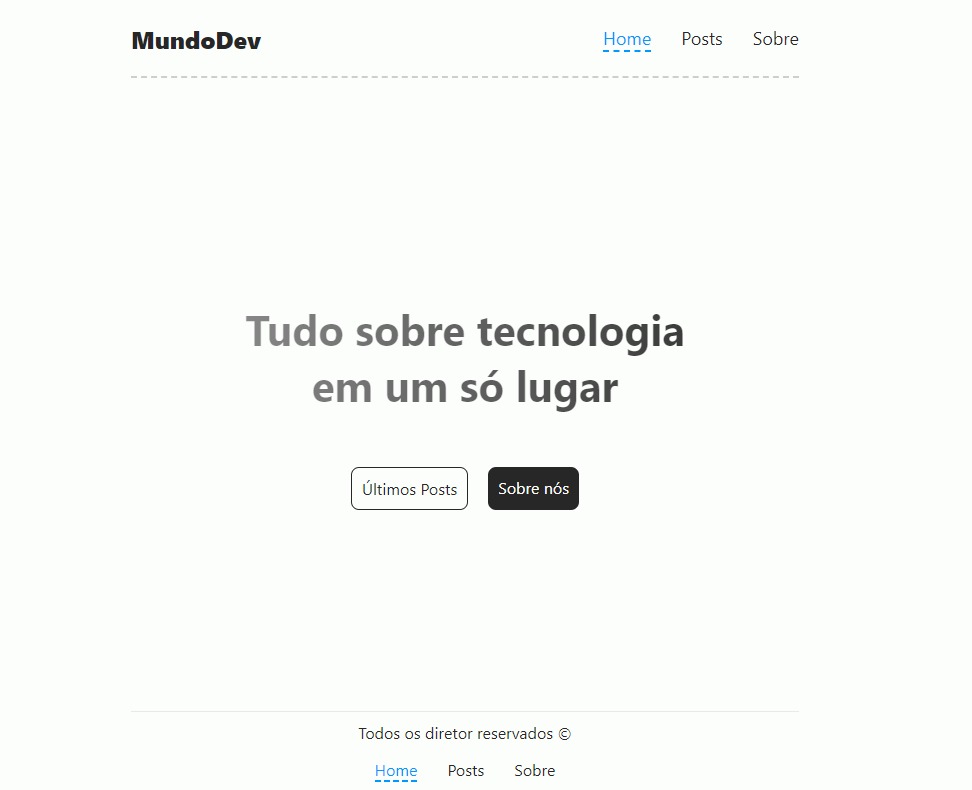 MundoDev
Home Posts Sobre
Tudo sobre tecnologia
em um só lugar
Últimos Posts Sobre nós
Todos os diretor reservados ©
Home Posts Sobre